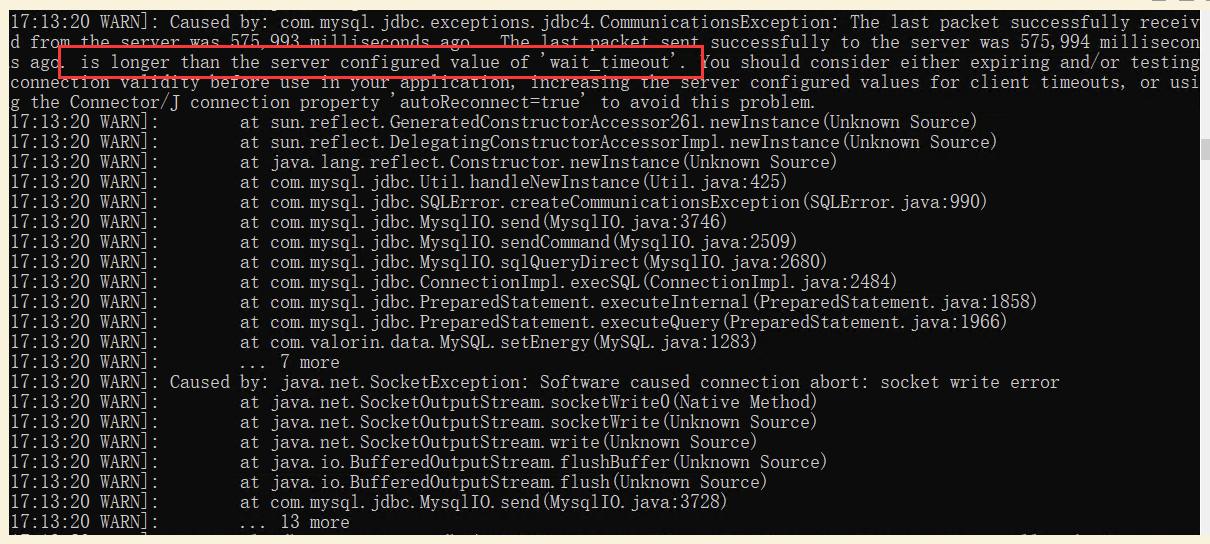 17:13:20 WARN]: Caused by: com.mysql.jdbc.exceptions.jdbc4.CommunicationsException: The last packet successfully receiv
d from the server was 575,993 milliseconds ago.  The last packet sent successfully to the server was 575,994 millisecon
s ago. is longer than the server configured value of 'wait_timeout'. You should consider either expiring and/or testing
connection validity before use in your application, increasing the server configured values for client timeouts, or usi
g the Connector/J connection property 'autoReconnect=true' to avoid this problem.
17:13:20 WARN]:        at sun.reflect.GeneratedConstructorAccessor261.newInstance(Unknown Source)
17:13:20 WARN]:        at sun.reflect.DelegatingConstructorAccessorImpl.newInstance(Unknown Source)
17:13:20 WARN]:        at java.lang.reflect.Constructor.newInstance(Unknown Source)
17:13:20 WARN]:        at com.mysql.jdbc.Util.handleNewInstance(Util.java:425)
17:13:20 WARN]:        at com.mysql.jdbc.SQLError.createCommunicationsException(SQLError.java:990)
17:13:20 WARN]:        at com.mysql.jdbc.MysqlIO.send(MysqlIO.java:3746)
17:13:20 WARN]:        at com.mysql.jdbc.MysqlIO.sendCommand(MysqlIO.java:2509)
17:13:20 WARN]:        at com.mysql.jdbc.MysqlIO.sqlQueryDirect(MysqlIO.java:2680)
17:13:20 WARN]:        at com.mysql.jdbc.ConnectionImpl.execSQL(ConnectionImpl.java:2484)
17:13:20 WARN]:        at com.mysql.jdbc.PreparedStatement.executeInternal(PreparedStatement.java:1858)
17:13:20 WARN]:        at com.mysql.jdbc.PreparedStatement.executeQuery(PreparedStatement.java:1966)
17:13:20 WARN]:        at com.valorin.data.MySQL.setEnergy(MySQL.java:1283)
17:13:20 WARN]:        ... 7 more
17:13:20 WARN]: Caused by: java.net.SocketException: Software caused connection abort: socket write error
17:13:20 WARN]:        at java.net.SocketOutputStream.socketWrite0(Native Method)
17:13:20 WARN]:        at java.net.SocketOutputStream.socketWrite(Unknown Source)
17:13:20 WARN]:        at java.net.SocketOutputStream.write(Unknown Source)
17:13:20 WARN]:        at java.io.BufferedOutputStream.flushBuffer(Unknown Source)
17:13:20 WARN]:        at java.io.BufferedOutputStream.flush(Unknown Source)
17:13:20 WARN]:        at com.mysql.jdbc.MysqlIO.send(MysqlIO.java:3728)
17:13:20 WARN]:        ... 13 more